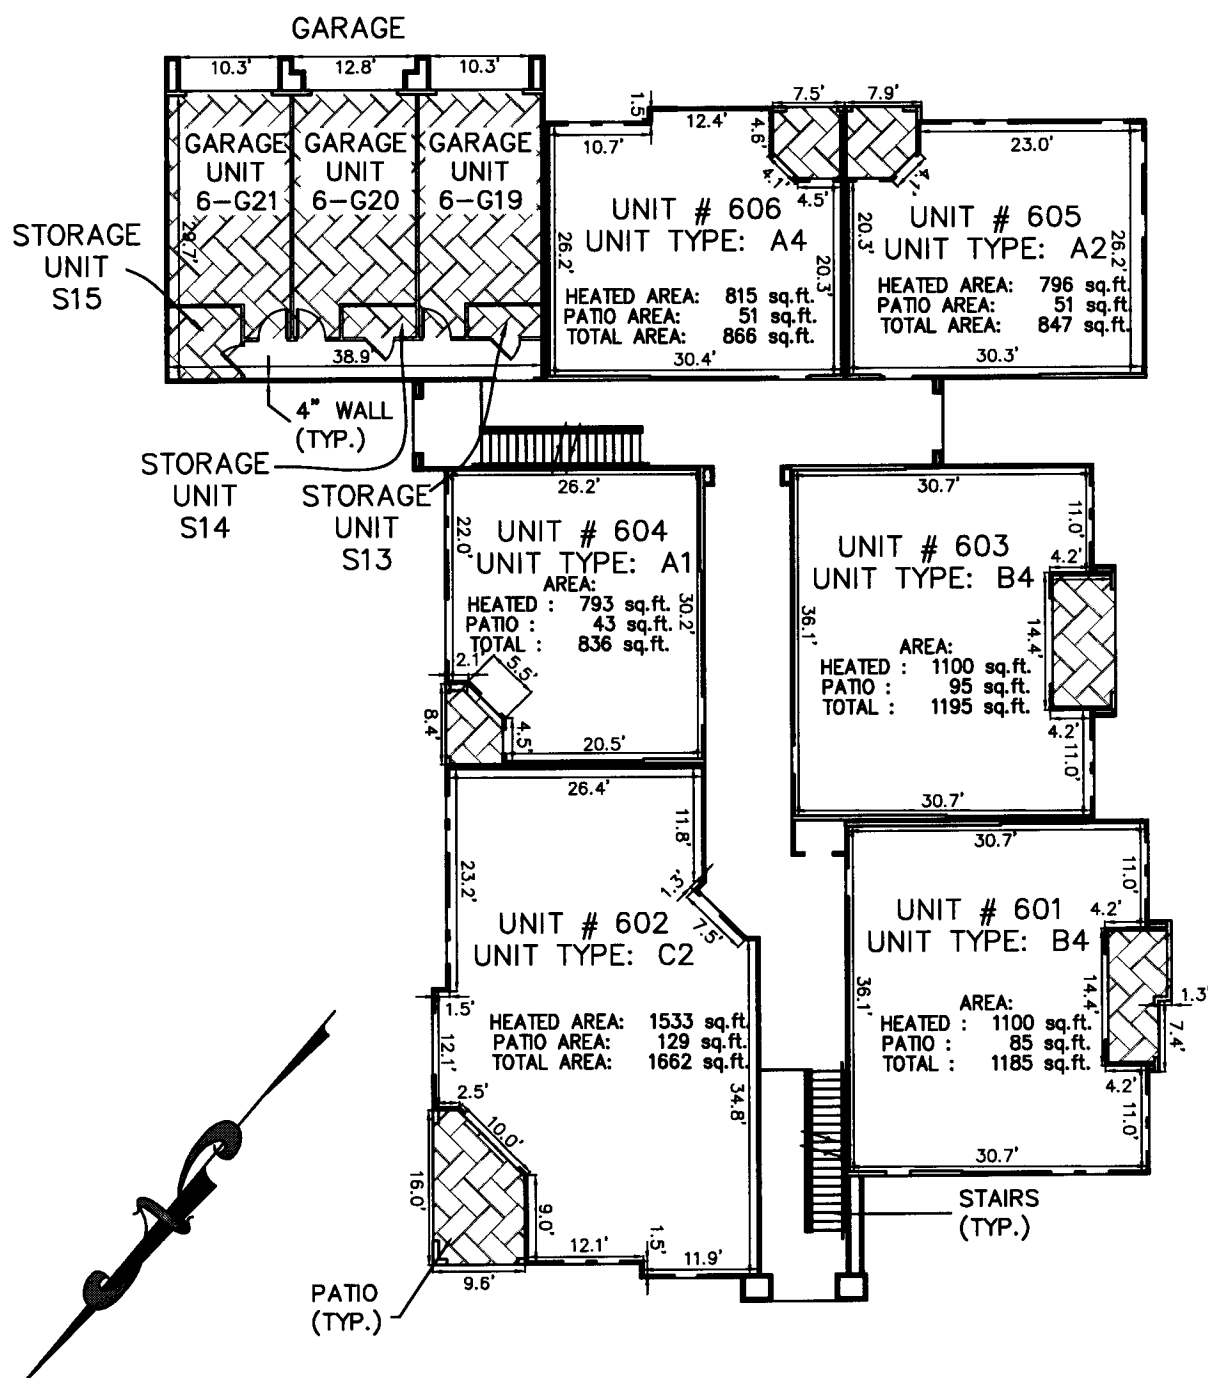 GARAGE
10.3'
12.8'
10.3'
GARAGE
UNIT
6-G21
GARAGE
UNIT
6-G20
GARAGE
UNIT
6-G19
29.7'
38.9'
STORAGE
UNIT
S15
4" WALL
(TYP.)
STORAGE
UNIT
S14
STORAGE
UNIT
S13
1.5'
12.4'
10.7'
4.6'
7.5'
4.1'
4.5'
UNIT # 606
UNIT TYPE: A4
26.2'
20.3'
HEATED AREA: 815 sq.ft.
PATIO AREA: 51 sq.ft.
TOTAL AREA: 866 sq.ft.
30.4'
7.9'
23.0'
20.3'
UNIT # 605
UNIT TYPE: A2
26.2'
HEATED AREA: 796 sq.ft.
PATIO AREA: 51 sq.ft.
TOTAL AREA: 847 sq.ft.
30.3'
26.2'
22.0'
UNIT # 604
UNIT TYPE: A1
AREA:
HEATED : 793 sq.ft.
PATIO : 43 sq.ft.
TOTAL : 836 sq.ft.
30.2'
2.1'
5.5'
8.4'
4.5'
20.5'
30.7'
11.0'
UNIT # 603
UNIT TYPE: B4
4.2'
36.1'
14.4'
AREA:
HEATED : 1100 sq.ft.
PATIO : 95 sq.ft.
TOTAL : 1195 sq.ft.
4.2'
11.0'
30.7'
26.4'
11.8'
23.2'
1.3'
7.5'
UNIT # 602
UNIT TYPE: C2
1.5'
12.1'
HEATED AREA: 1533 sq.ft.
PATIO AREA: 129 sq.ft.
TOTAL AREA: 1662 sq.ft.
34.8'
2.5'
10.0'
16.0'
9.0'
12.1'
1.5'
11.9'
9.6'
PATIO
(TYP.)
30.7'
11.0'
UNIT # 601
UNIT TYPE: B4
4.2'
36.1'
14.4'
1.3'
7.4'
AREA:
HEATED : 1100 sq.ft.
PATIO : 85 sq.ft.
TOTAL : 1185 sq.ft.
4.2'
11.0'
30.7'
STAIRS
(TYP.)